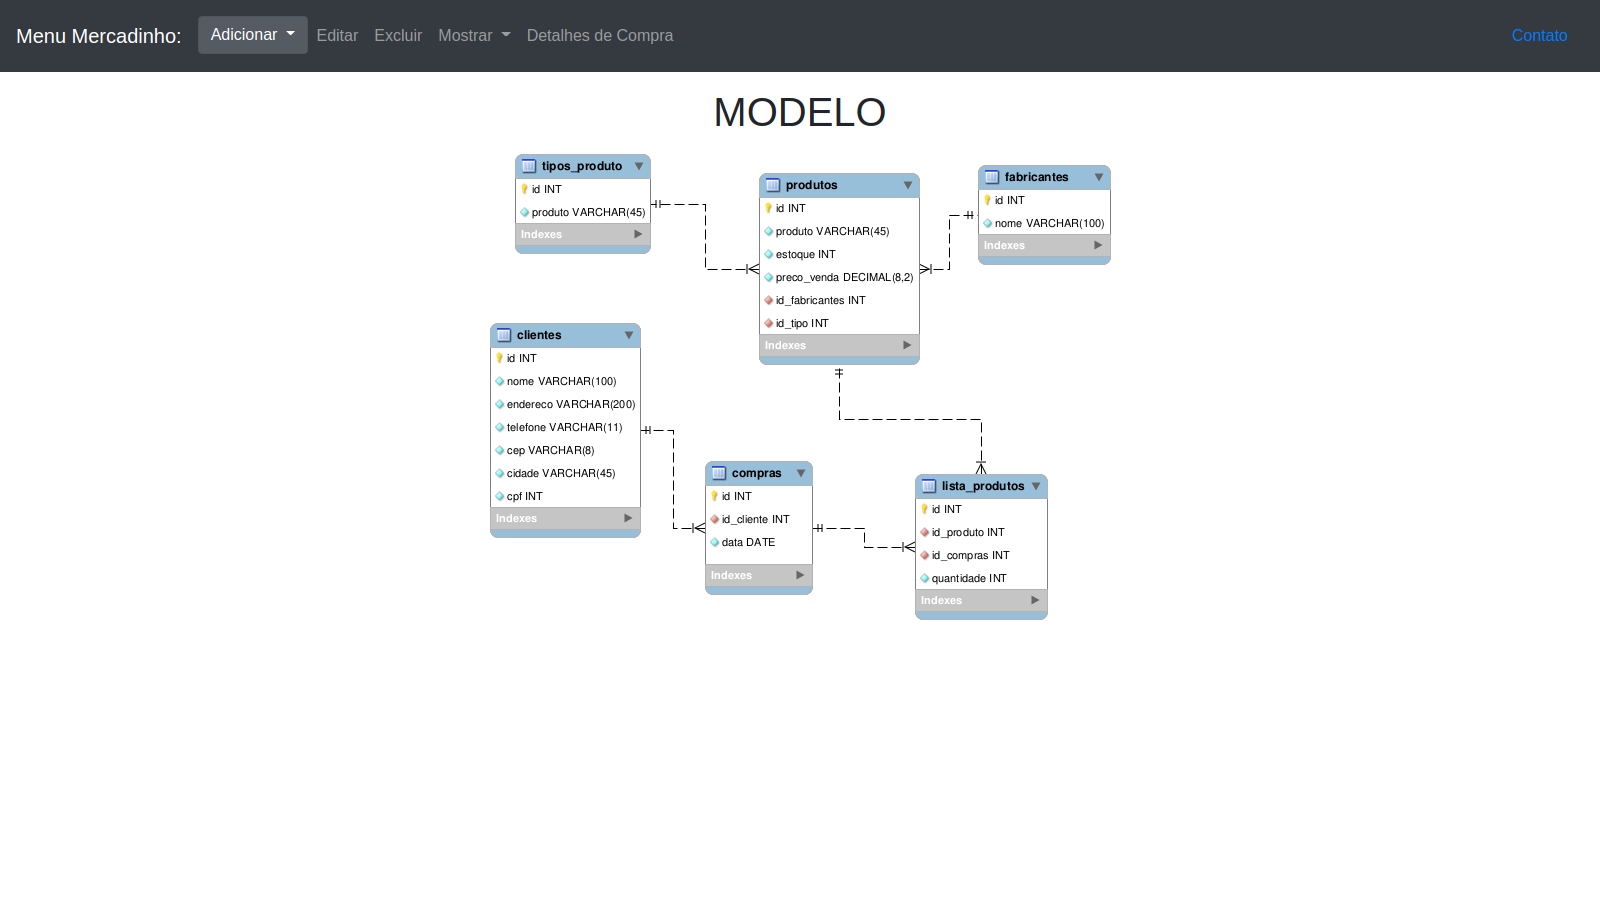 Menu Mercadinho: Adicionar Editar Excluir Mostrar Detalhes de Compra Contato
MODELO
tipos_produto
id INT
produto VARCHAR(45)
Indexes
produtos
id INT
produto VARCHAR(45)
estoque INT
preco_venda DECIMAL(8,2)
id_fabricantes INT
id_tipo INT
Indexes
fabricantes
id INT
nome VARCHAR(100)
Indexes
clientes
id INT
nome VARCHAR(100)
endereco VARCHAR(200)
telefone VARCHAR(11)
cep VARCHAR(8)
cidade VARCHAR(45)
cpf INT
Indexes
compras
id INT
id_cliente INT
data DATE
Indexes
lista_produtos
id INT
id_produto INT
id_compras INT
quantidade INT
Indexes